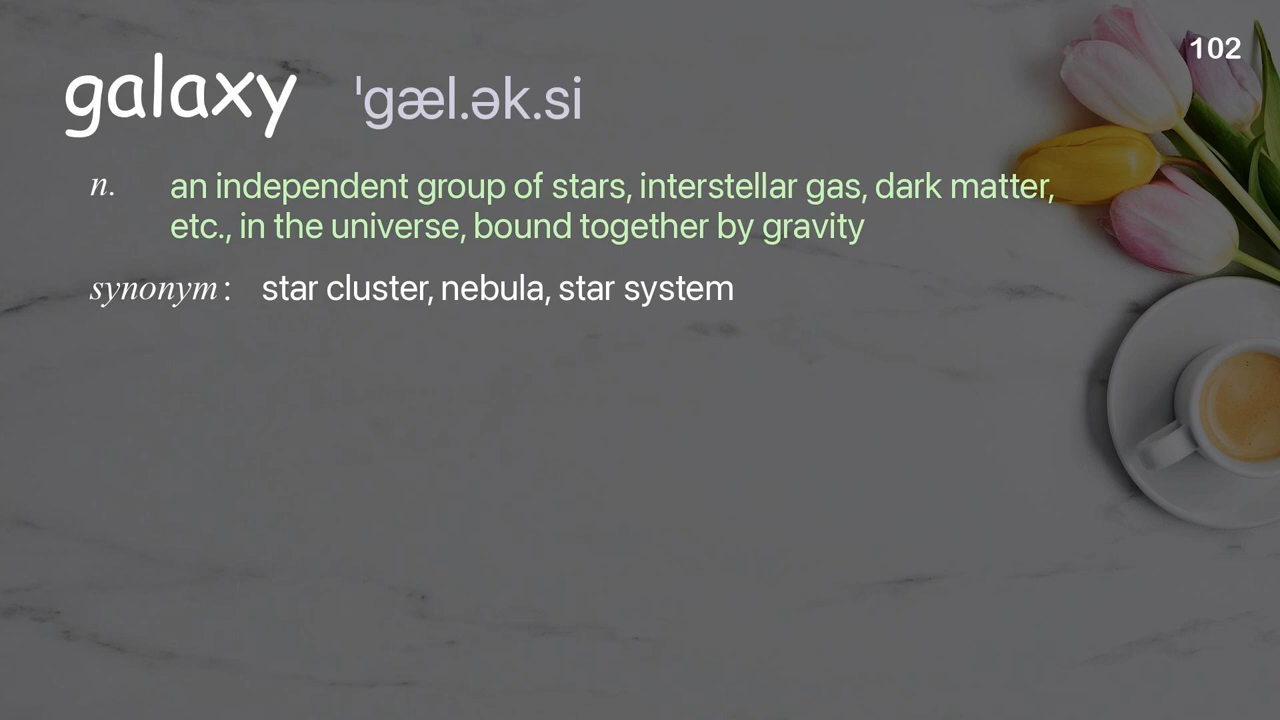 102
galaxy ˈɡæl.ək.si
n. an independent group of stars, interstellar gas, dark matter,
etc., in the universe, bound together by gravity
synonym: star cluster, nebula, star system